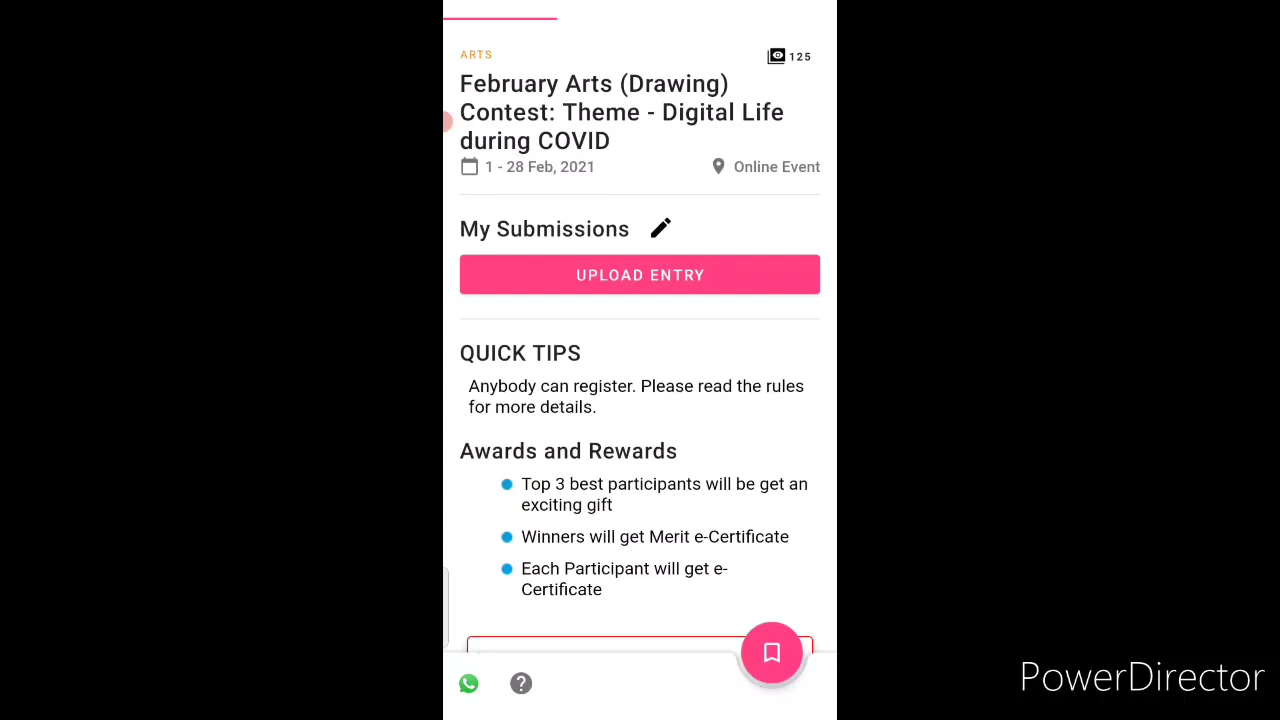 ARTS
125
February Arts (Drawing)
Contest: Theme - Digital Life
during COVID
1 - 28 Feb, 2021
Online Event
My Submissions
UPLOAD ENTRY
QUICK TIPS
Anybody can register. Please read the rules
for more details.
Awards and Rewards
Top 3 best participants will be get an
exciting gift
Winners will get Merit e-Certificate
Each Participant will get e-
Certificate
PowerDirector